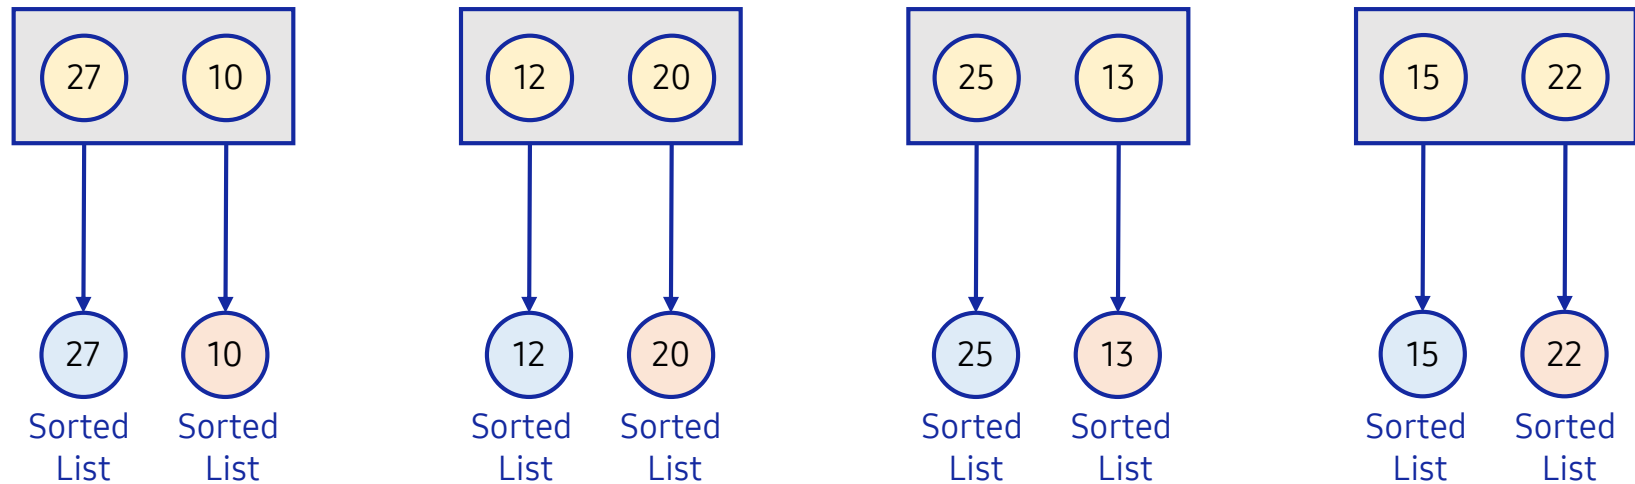 27 10 12 20 25 13 15 22
27 10 12 20 25 13 15 22
Sorted Sorted Sorted Sorted Sorted Sorted Sorted Sorted
List List List List List List List List